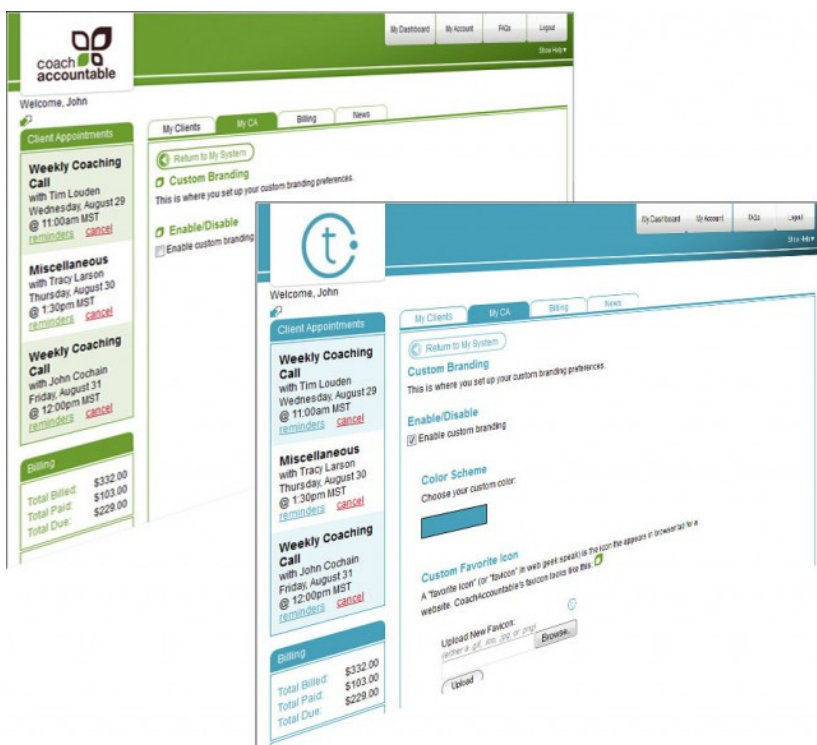 coach
accountable
My Dashboard My Account FAQs Logout
Show Help▾
Welcome, John
Client Appointments
Weekly Coaching
Call
with Tim Louden
Wednesday, August 29
@ 11:00am MST
reminders cancel
Miscellaneous
with Tracy Larson
Thursday, August 30
@ 1:30pm MST
reminders cancel
Weekly Coaching
Call
with John Cochain
Friday, August 31
@ 12:00pm MST
reminders cancel
Billing
Total Billed: $332.00
Total Paid: $103.00
Total Due: $229.00
My Clients My CA Billing News
Return to My System
Custom Branding
This is where you set up your custom branding preferences.
Enable/Disable
Enable custom branding
t
My Dashboard My Account FAQs Logout
Show Help▾
Welcome, John
Client Appointments
Weekly Coaching
Call
with Tim Louden
Wednesday, August 29
@ 11:00am MST
reminders cancel
Miscellaneous
with Tracy Larson
Thursday, August 30
@ 1:30pm MST
reminders cancel
Weekly Coaching
Call
with John Cochain
Friday, August 31
@ 12:00pm MST
reminders cancel
Billing
Total Billed: $332.00
Total Paid: $103.00
Total Due: $229.00
My Clients My CA Billing News
Return to My System
Custom Branding
This is where you set up your custom branding preferences.
Enable/Disable
Enable custom branding
Color Scheme
Choose your custom color:
Custom Favorite Icon
A "favorite icon" (or "favicon" in web geek speak) is the icon the appears in browser tab for a
website. CoachAccountable's favicon looks like this:
Upload New Favicon:
(either a .gif, .ico, .jpg, or .png)
Browse..
Upload